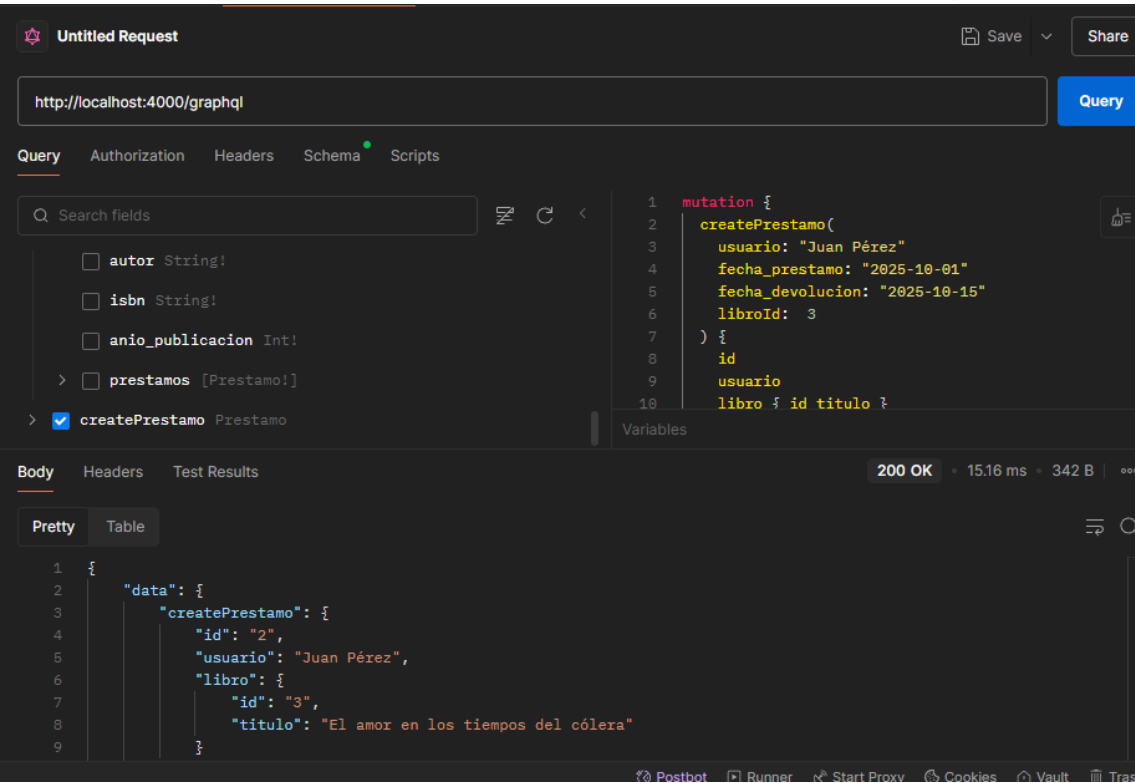 Untitled Request
Save
Share
http://localhost:4000/graphql
Query
Query Authorization Headers Schema Scripts
Search fields
autor String!
isbn String!
anio_publicacion Int!
prestamos [Prestamo!]
createPrestamo Prestamo
1 mutation {
2 createPrestamo(
3 usuario: "Juan Pérez"
4 fecha_prestamo: "2025-10-01"
5 fecha_devolucion: "2025-10-15"
6 libroId: 3
7 ) {
8 id
9 usuario
10 libro { id titulo }
Variables
Body Headers Test Results
200 OK • 15.16 ms • 342 B
Pretty Table
1 {
2 "data": {
3 "createPrestamo": {
4 "id": "2",
5 "usuario": "Juan Pérez",
6 "libro": {
7 "id": "3",
8 "titulo": "El amor en los tiempos del cólera"
9 }
Postbot Runner Start Proxy Cookies Vault Tras